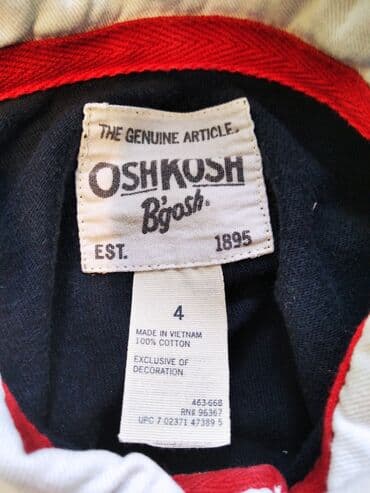 THE GENUINE ARTICLE.
OSHKOSH
B'gosh®
EST. 1895
4
MADE IN VIETNAM
100% COTTON
EXCLUSIVE OF
DECORATION
463-668
RN# 96367
UPC 7 02371 47389 5